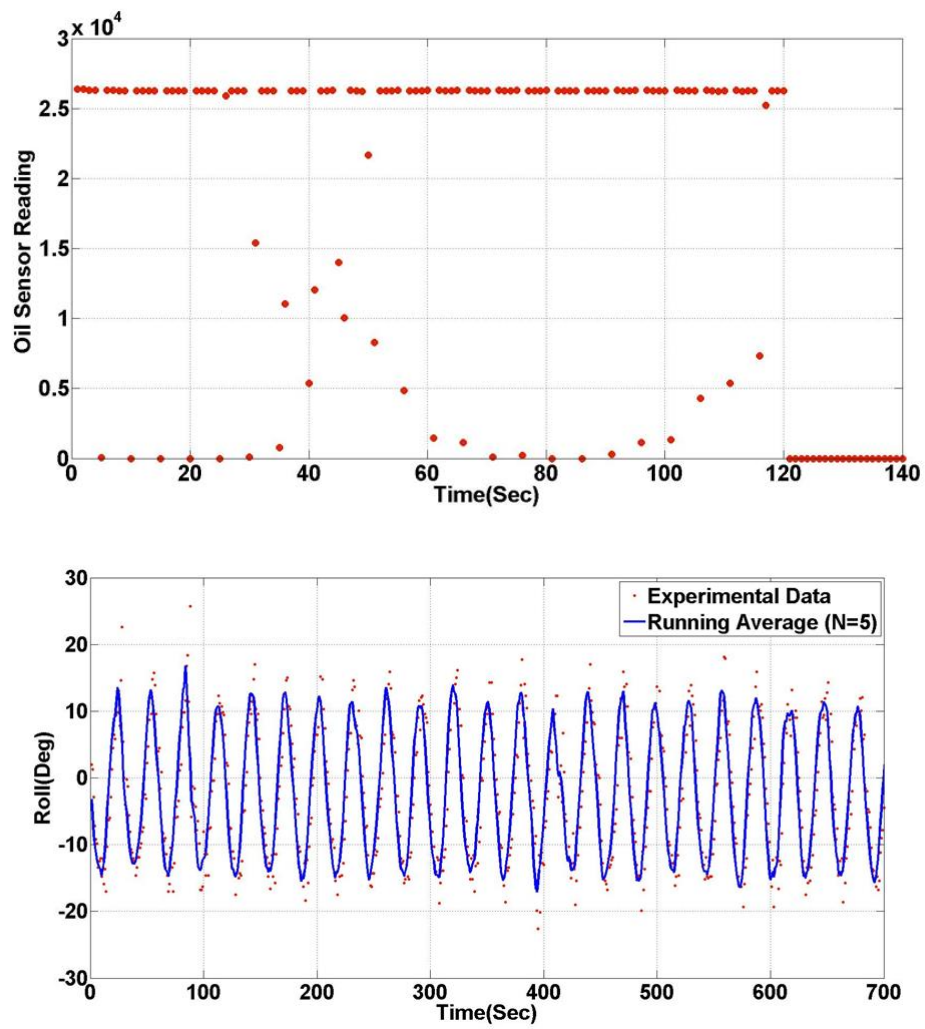 x 10^4
3
2.5
2
1.5
1
0.5
0
Oil Sensor Reading
0 20 40 60 80 100 120 140
Time(Sec)
30
20
10
0
-10
-20
-30
Roll(Deg)
Experimental Data
Running Average (N=5)
0 100 200 300 400 500 600 700
Time(Sec)